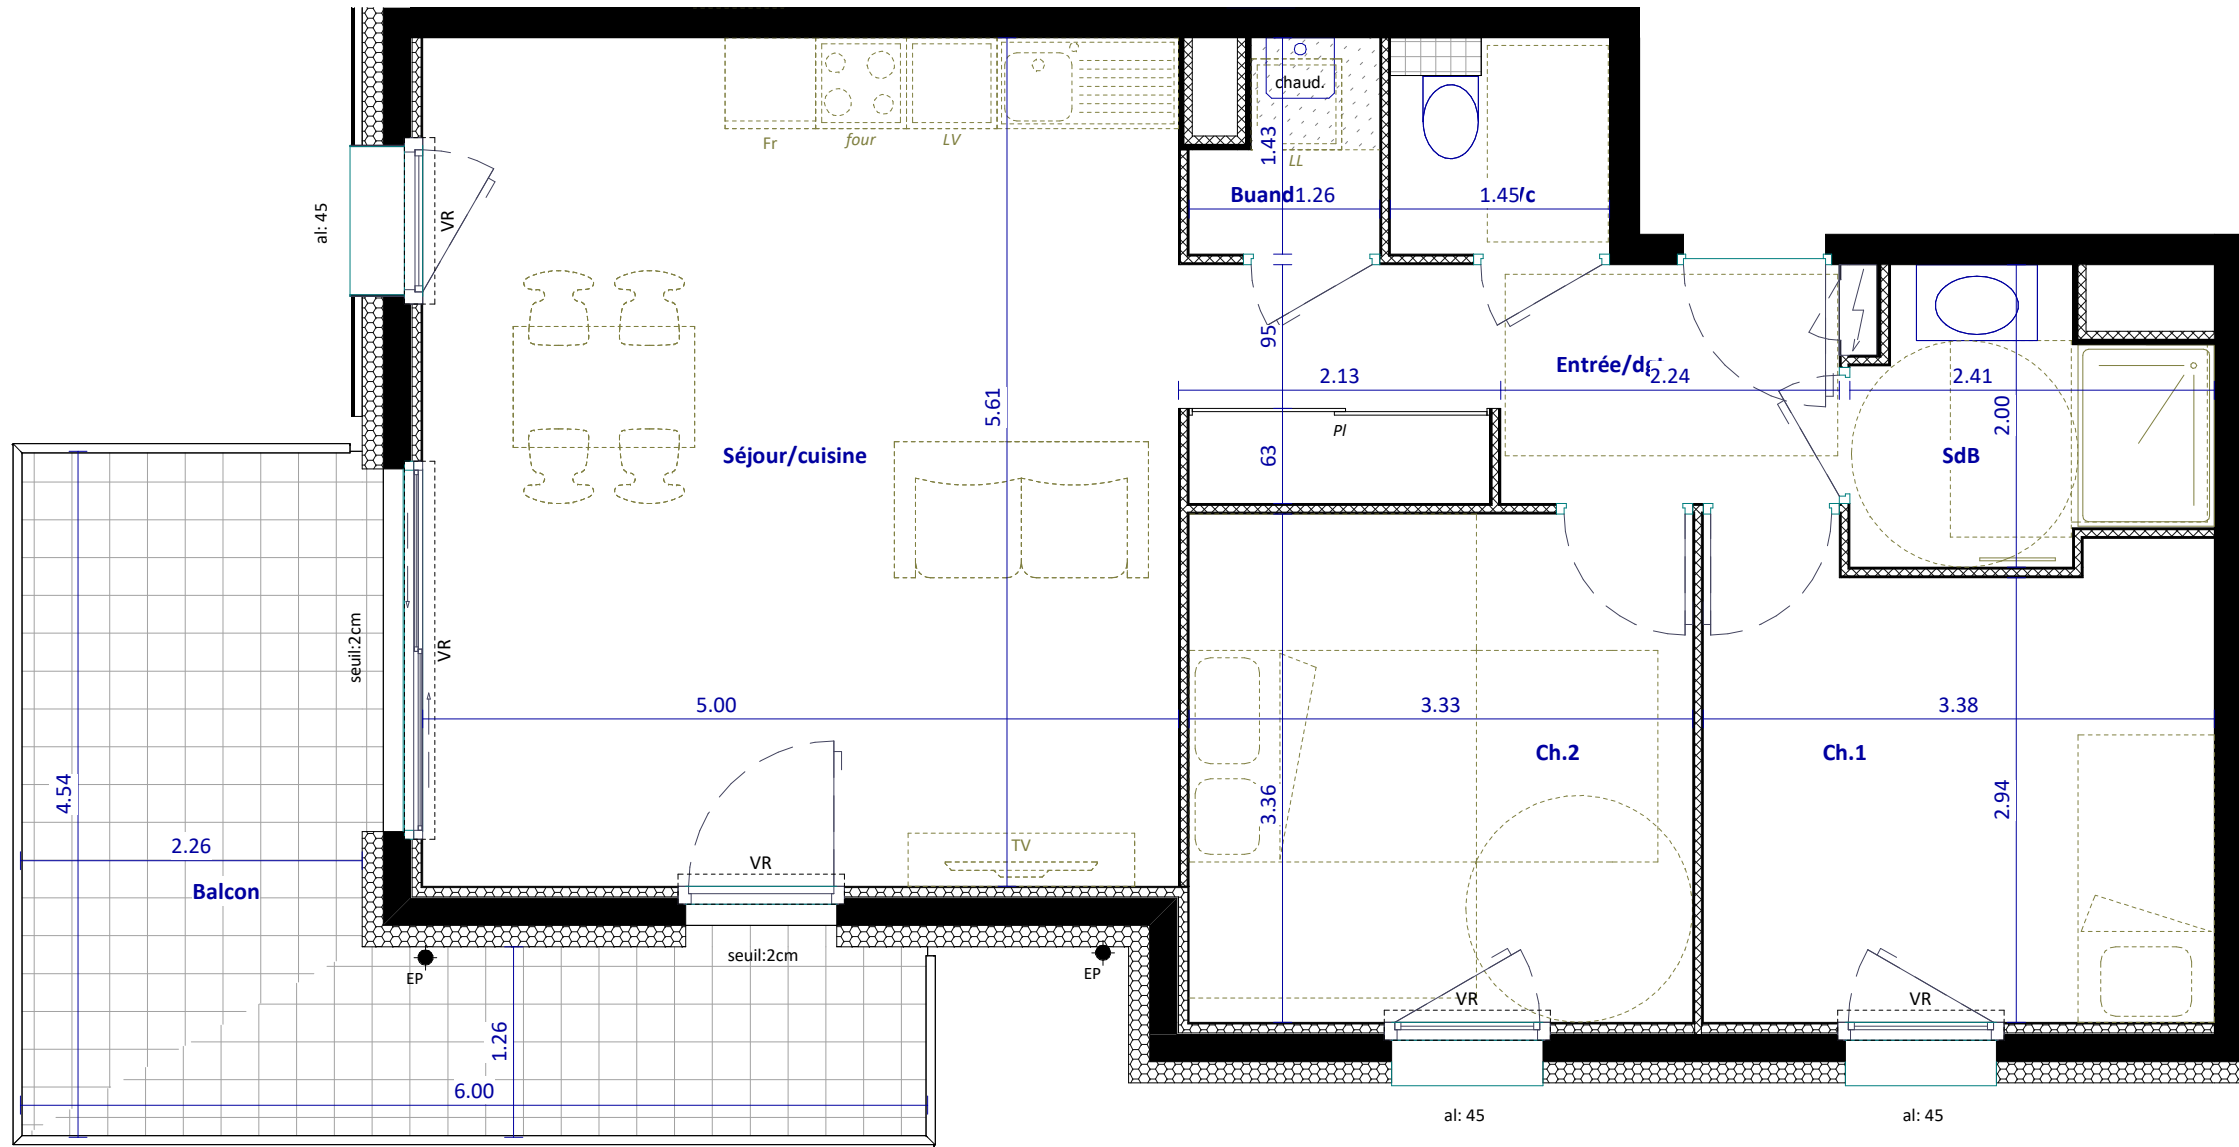 chaud.
Fr
four
LV
LL
1.43
Buand
1.26
1.45
/c
al: 45
VR
95
Entrée/dg
2.24
2.13
2.41
2.00
5.61
Pl
63
Séjour/cuisine
SdB
seuil:2cm
VR
5.00
3.33
3.38
Ch.2
Ch.1
4.54
3.36
2.94
2.26
TV
VR
Balcon
seuil:2cm
EP
EP
VR
VR
1.26
6.00
al: 45
al: 45